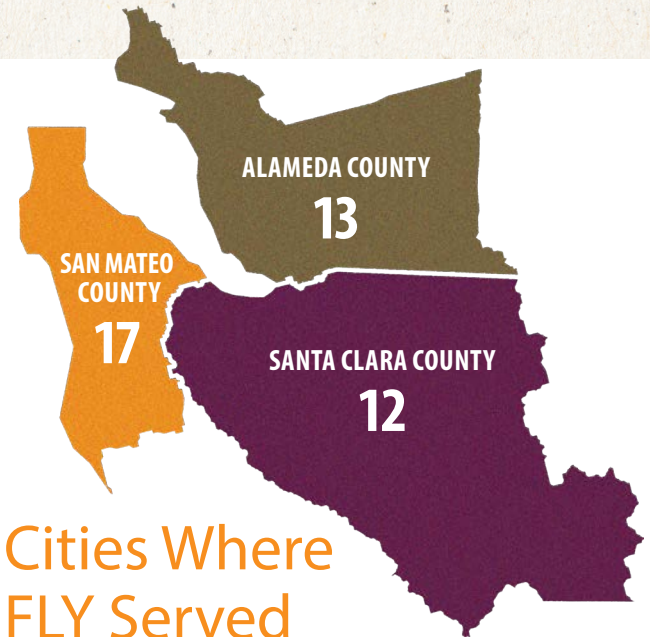 ALAMEDA COUNTY
13
SAN MATEO
COUNTY
17
SANTA CLARA COUNTY
12
Cities Where
FLY Served